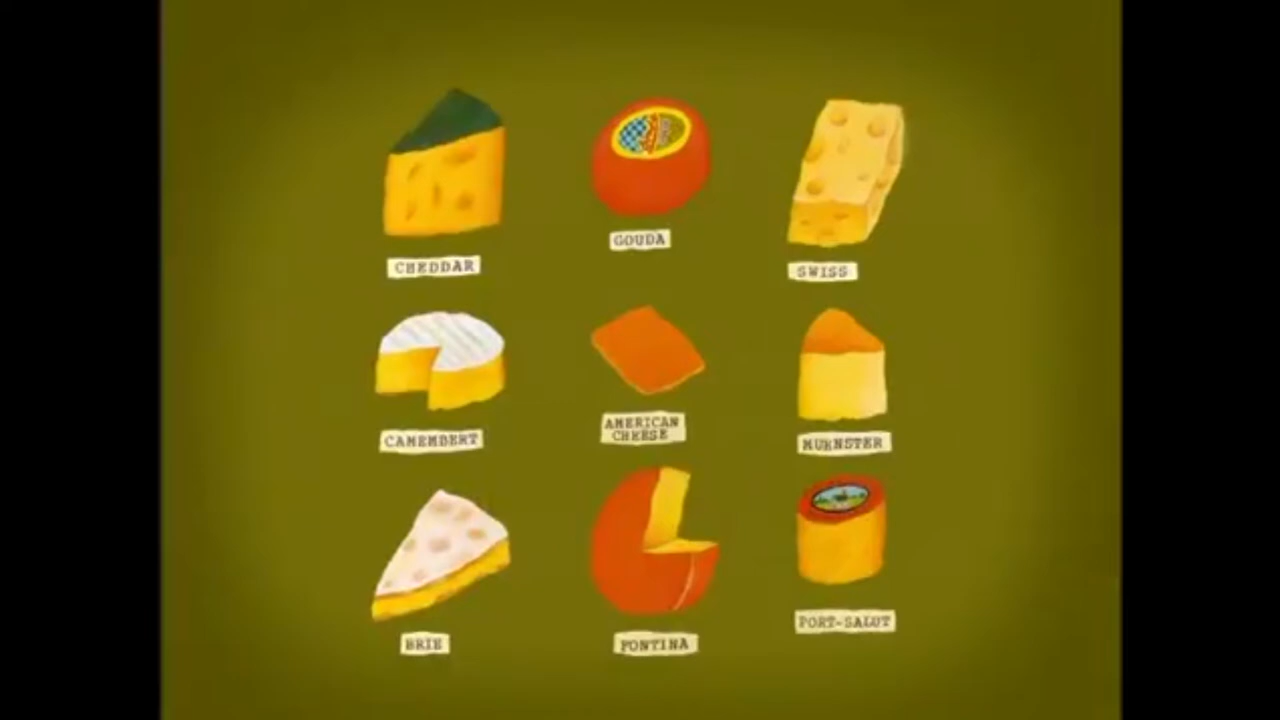 CHEDDAR
GOUDA
SWISS
CAMEMBERT
AMERICAN
CHEESE
MUENSTER
BRIE
FONTINA
PORT-SALUT